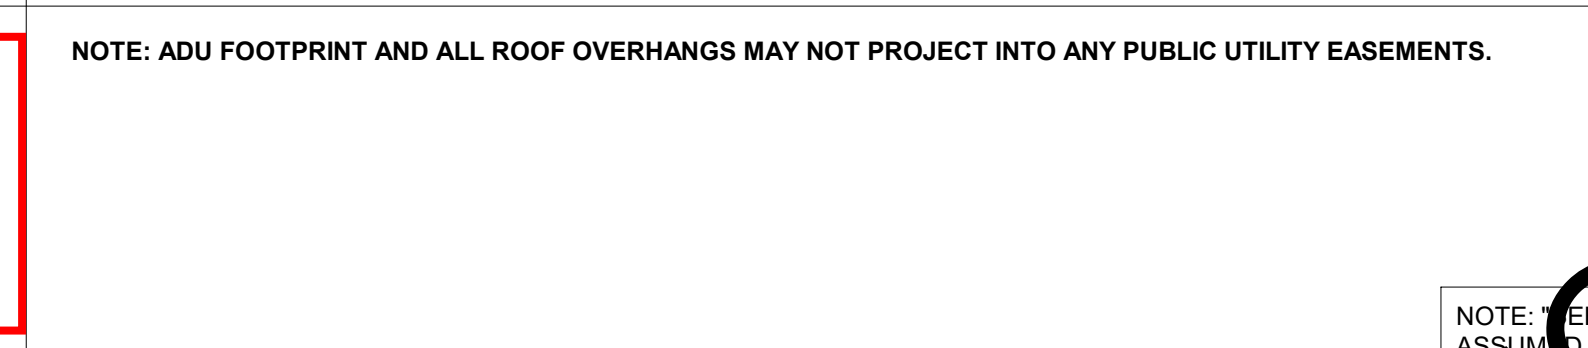 NOTE: ADU FOOTPRINT AND ALL ROOF OVERHANGS MAY NOT PROJECT INTO ANY PUBLIC UTILITY EASEMENTS.
NOTE: